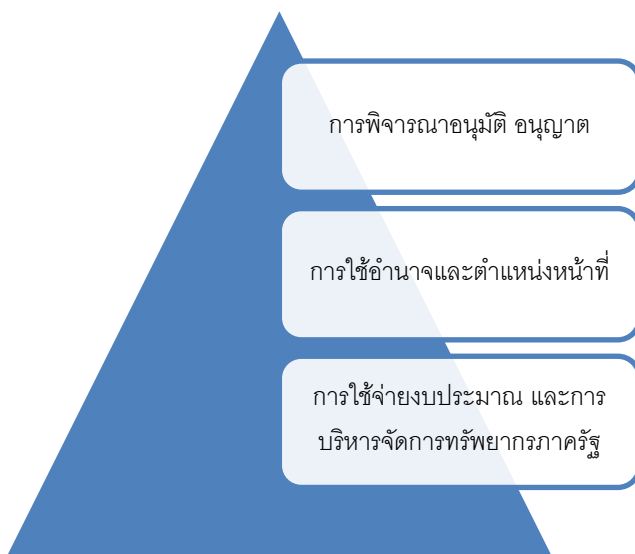 การพิจารณาอนุมัติ อนุญาต
การใช้อำนาจและตำแหน่งหน้าที่
การใช้จ่ายงบประมาณ และการ
บริหารจัดการทรัพยากรภาครัฐ